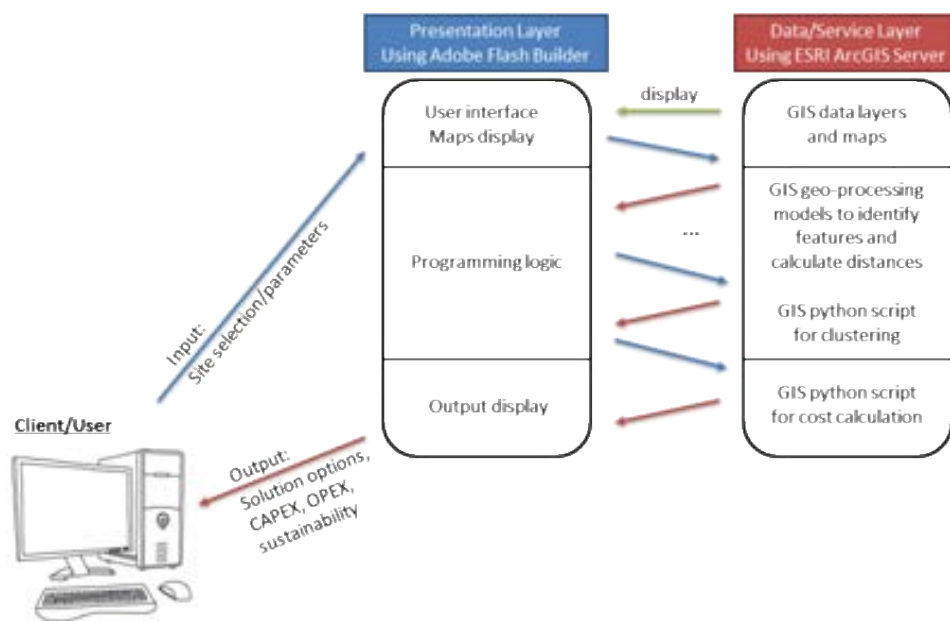 Presentation Layer
Using Adobe Flash Builder
Data/Service Layer
Using ESRI ArcGIS Server
User interface
Maps display
display
GIS data layers
and maps
Programming logic
...
GIS geo-processing
models to identify
features and
calculate distances
GIS python script
for clustering
Output display
GIS python script
for cost calculation
Input:
Site selection/parameters
Client/User
Output:
Solution options,
CAPEX, OPEX,
sustainability